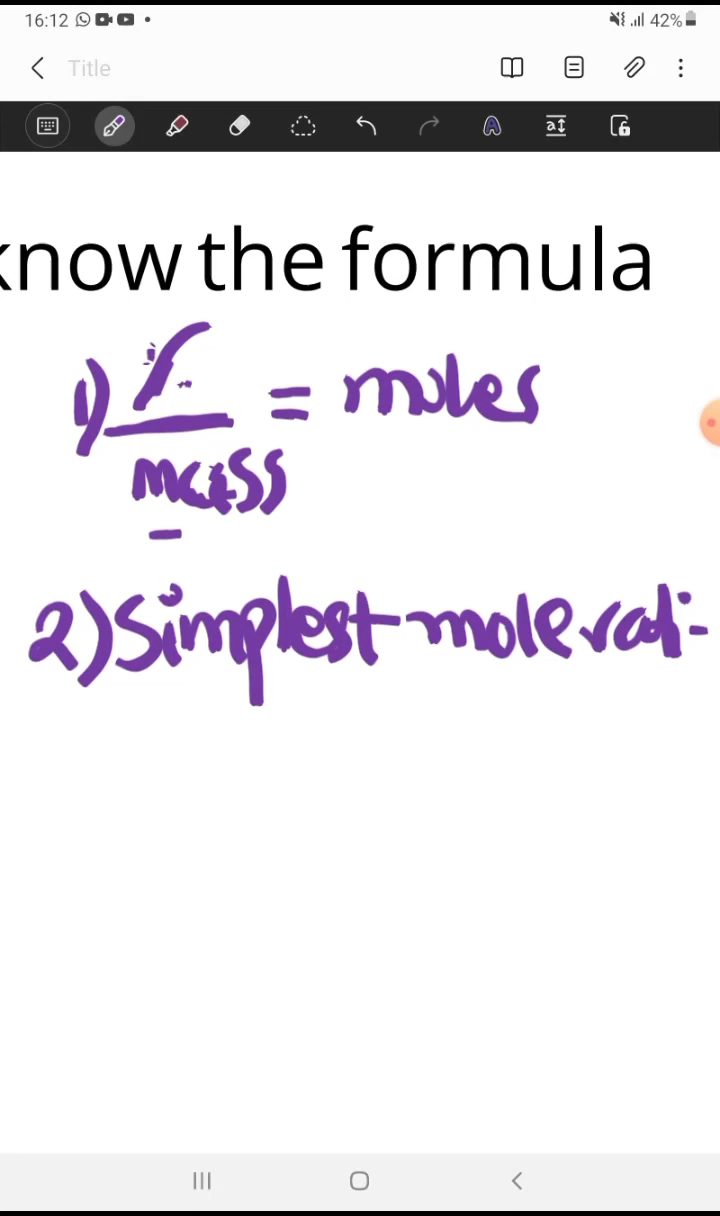 16:12 42%
Title
know the formula
1) % = moles
mass
2) Simplest mole rati